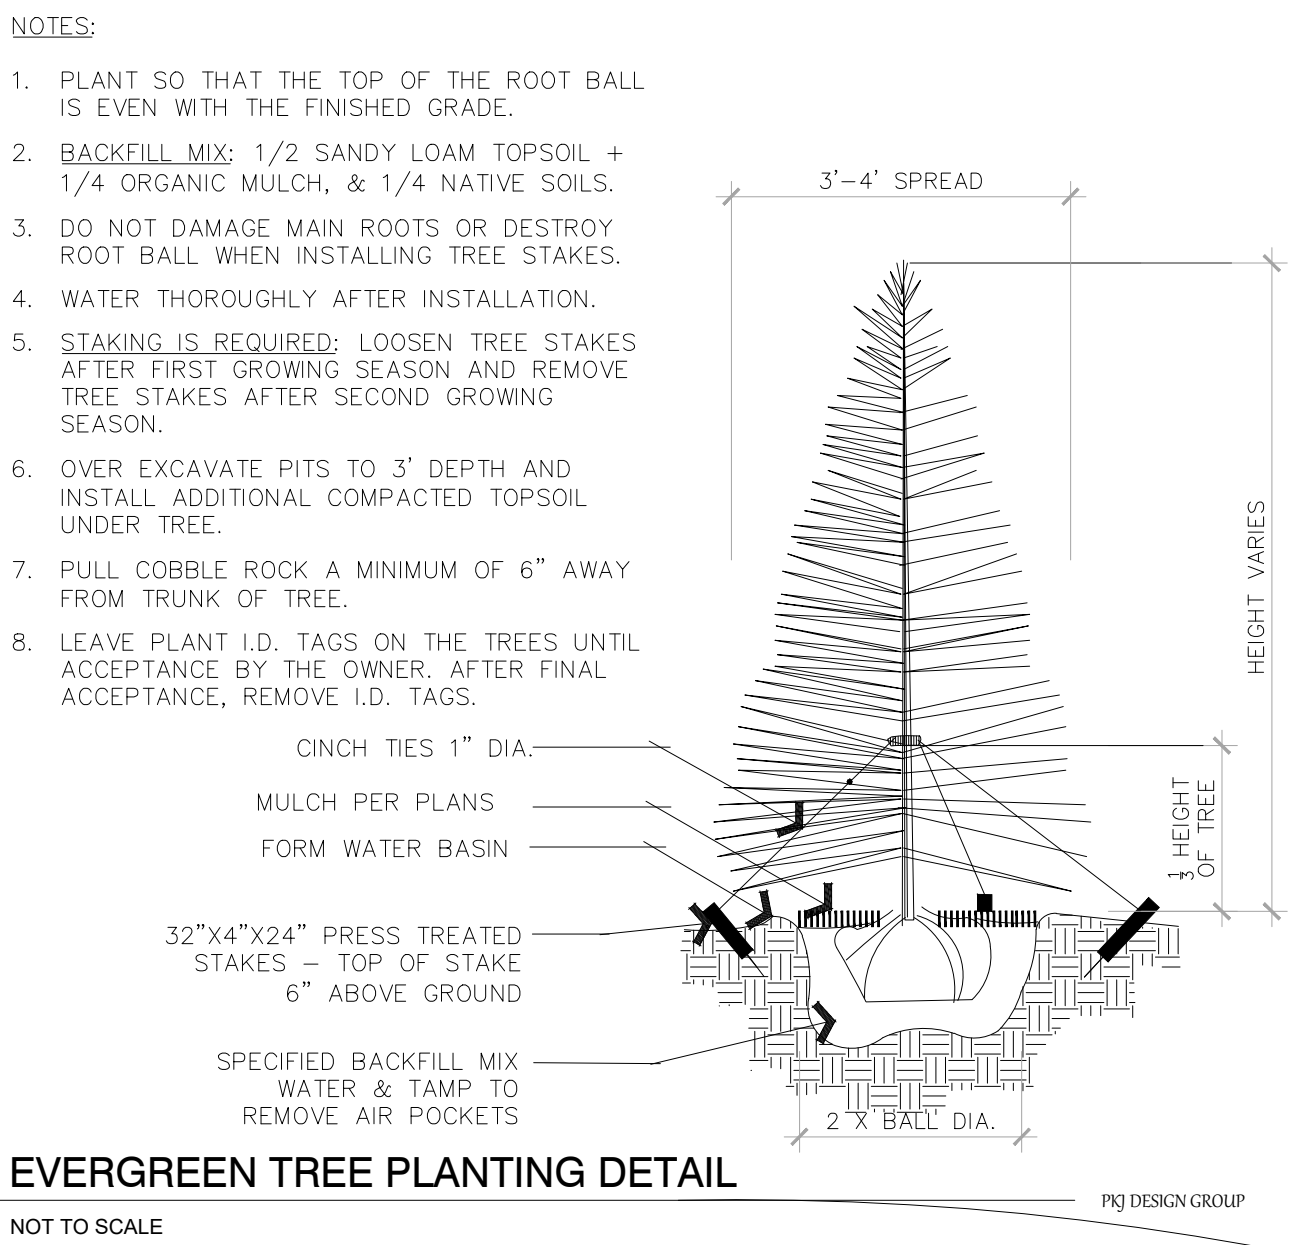 NOTES:
1. PLANT SO THAT THE TOP OF THE ROOT BALL
IS EVEN WITH THE FINISHED GRADE.
2. BACKFILL MIX: 1/2 SANDY LOAM TOPSOIL +
1/4 ORGANIC MULCH, & 1/4 NATIVE SOILS.
3. DO NOT DAMAGE MAIN ROOTS OR DESTROY
ROOT BALL WHEN INSTALLING TREE STAKES.
4. WATER THOROUGHLY AFTER INSTALLATION.
5. STAKING IS REQUIRED: LOOSEN TREE STAKES
AFTER FIRST GROWING SEASON AND REMOVE
TREE STAKES AFTER SECOND GROWING
SEASON.
6. OVER EXCAVATE PITS TO 3' DEPTH AND
INSTALL ADDITIONAL COMPACTED TOPSOIL
UNDER TREE.
7. PULL COBBLE ROCK A MINIMUM OF 6" AWAY
FROM TRUNK OF TREE.
8. LEAVE PLANT I.D. TAGS ON THE TREES UNTIL
ACCEPTANCE BY THE OWNER. AFTER FINAL
ACCEPTANCE, REMOVE I.D. TAGS.
3'-4' SPREAD
HEIGHT VARIES
1/3 HEIGHT
OF TREE
CINCH TIES 1" DIA.
MULCH PER PLANS
FORM WATER BASIN
32"X4"X24" PRESS TREATED
STAKES - TOP OF STAKE
6" ABOVE GROUND
SPECIFIED BACKFILL MIX
WATER & TAMP TO
REMOVE AIR POCKETS
2 X BALL DIA.
EVERGREEN TREE PLANTING DETAIL
PKJ DESIGN GROUP
NOT TO SCALE